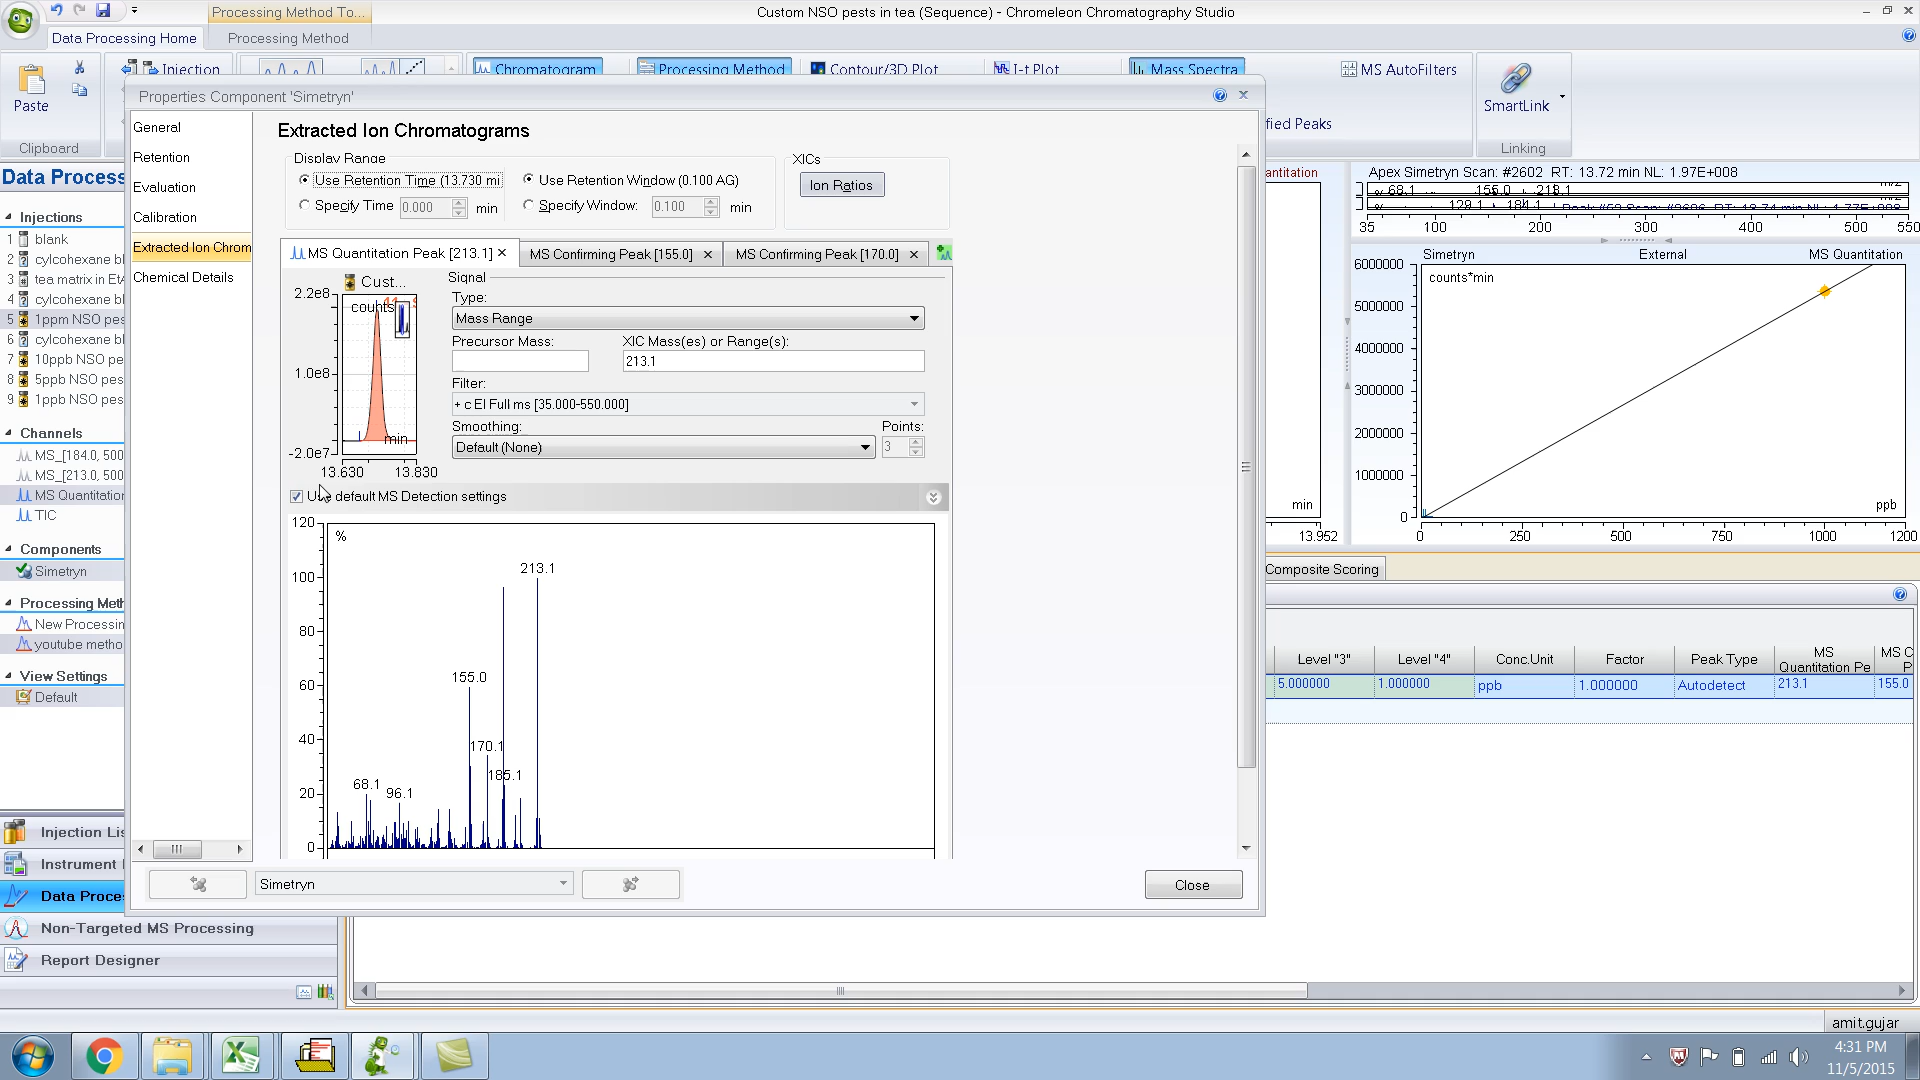 Processing Method To...
Custom NSO pests in tea (Sequence) - Chromeleon Chromatography Studio
Data Processing Home
Processing Method
Paste
Clipboard
Injection
Chromatogram
Processing Method
Contour/3D Plot
I-t Plot
Mass Spectra
MS AutoFilters
fied Peaks
SmartLink
Linking
Data Process
Injections
1 blank
2 cylcohexane bl
3 tea matrix in EtA
4 cylcohexane bl
5 1ppm NSO pes
6 cylcohexane bl
7 10ppb NSO pe
8 5ppb NSO pes
9 1ppb NSO pes
Channels
MS_[184.0, 500
MS_[213.0, 500
MS Quantitation
TIC
Components
Simetryn
Processing Meth
New Processin
youtube metho
View Settings
Default
Injection Lis
Instrument
Data Proce
Non-Targeted MS Processing
Report Designer
Properties Component 'Simetryn'
General
Retention
Evaluation
Calibration
Extracted Ion Chrom
Chemical Details
Extracted Ion Chromatograms
Display Range
Use Retention Time (13.730 mi
Specify Time
0.000
min
Use Retention Window (0.100 AG)
Specify Window:
0.100
min
XICs
Ion Ratios
MS Quantitation Peak [213.1]
MS Confirming Peak [155.0]
MS Confirming Peak [170.0]
Cust...
2.2e8
1.0e8
-2.0e7
counts
min
13.630
13.830
Signal
Type:
Mass Range
Precursor Mass:
XIC Mass(es) or Range(s):
213.1
Filter:
+ c EI Full ms [35.000-550.000]
Smoothing:
Points:
Default (None)
3
Use default MS Detection settings
120
100
80
60
40
20
0
%
213.1
155.0
170.1
185.1
68.1
96.1
Simetryn
Close
antitation
min
13.952
Apex Simetryn Scan: #2602 RT: 13.72 min NL: 1.97E+008
68.1
155.0
218.1
m/z
129.1
184.1
35
100
200
300
400
500
550
Simetryn
External
MS Quantitation
counts*min
6000000
5000000
4000000
3000000
2000000
1000000
0
ppb
0
250
500
750
1000
1200
Composite Scoring
Level "3"
Level "4"
Conc.Unit
Factor
Peak Type
MS Quantitation Pe
MS C
P
5.000000
1.000000
ppb
1.000000
Autodetect
213.1
155.0
amit.gujar
4:31 PM
11/5/2015